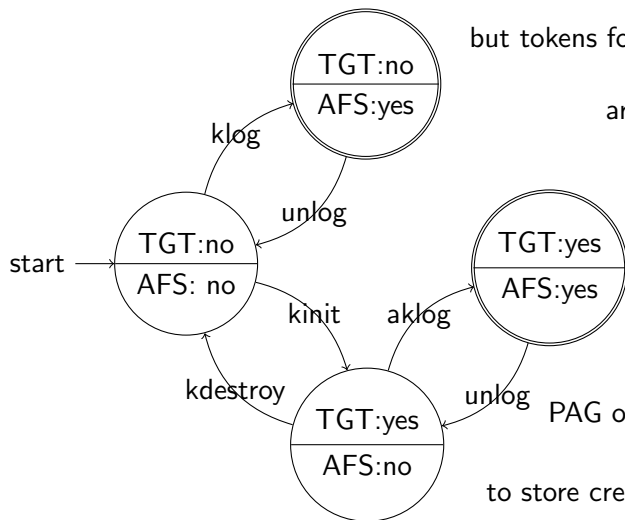 but tokens fo
TGT:no
AFS:yes
klog
unlog
TGT:no
AFS: no
start
kinit
aklog
TGT:yes
AFS:yes
kdestroy
unlog
TGT:yes
AFS:no
PAG o
to store cre